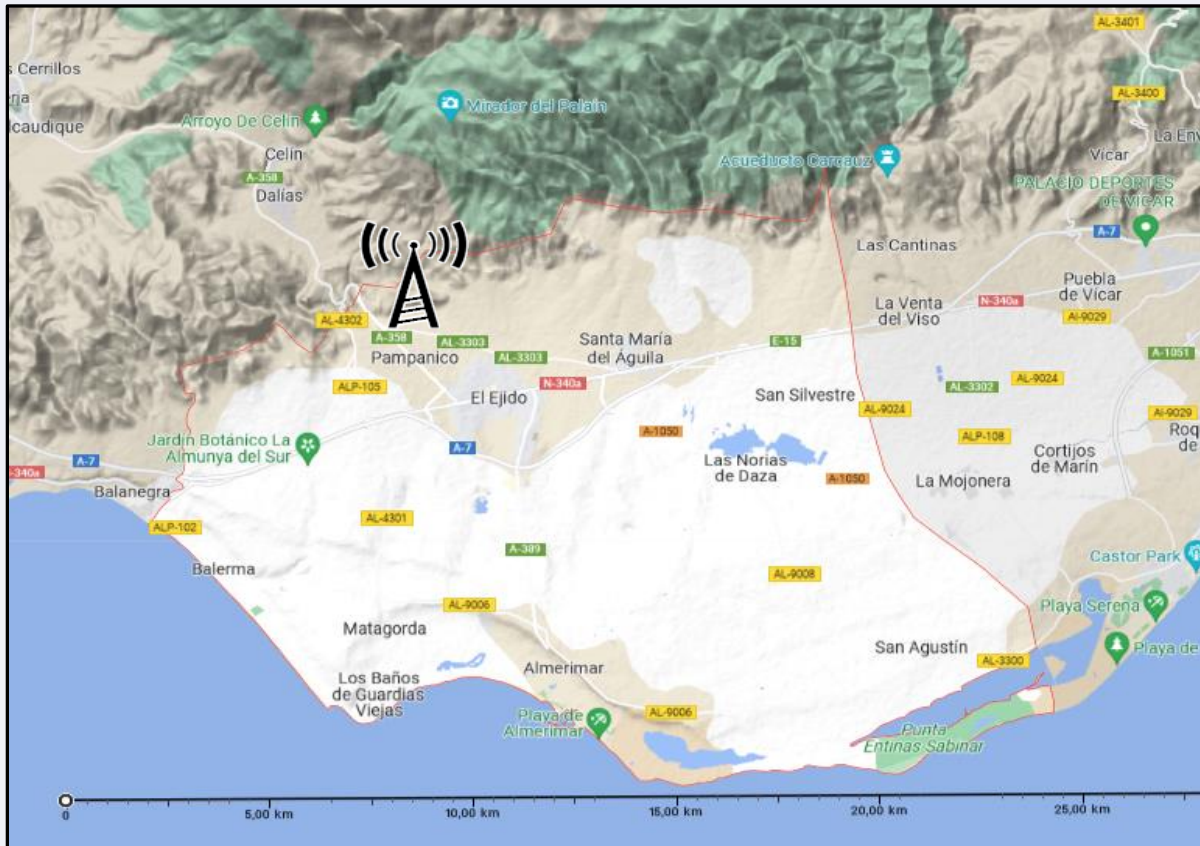 AL-3401
s Cerrillos
AL-3400
Mirador del Palain
ria
lcaudique
Arroyo De Celín
La Env
Celín
Vícar
Acueducto Carcauz
A-358
PALACIO DEPORTES
DE VICAR
Dalías
A-7
Las Cantinas
Puebla
de Vícar
La Venta
del Viso
N-340a
AL-4302
Al-9029
A-358
AL-3303
Santa María
del Águila
E-15
Pampanico
AL-3303
A-1051
N-340a
AL-9024
ALP-105
AL-3302
El Ejido
San Silvestre
AL-9024
Al-9029
A-1050
Roq
de
ALP-108
Jardín Botánico La
Almunya del Sur
A-7
Cortijos
de Marín
A-7
-340a
Las Norias
de Daza
A-1050
La Mojonera
Balanegra
AL-4301
ALP-102
A-389
Castor Park
Balerma
AL-9008
AL-9006
Playa Serena
Matagorda
San Agustín
Playa de
AL-3300
Almerimar
Los Baños
de Guardias
Viejas
Playa de
Almerimar
AL-9006
Punta
Entinas Sabinar
0
5,00 km
10,00 km
15,00 km
20,00 km
25,00 km